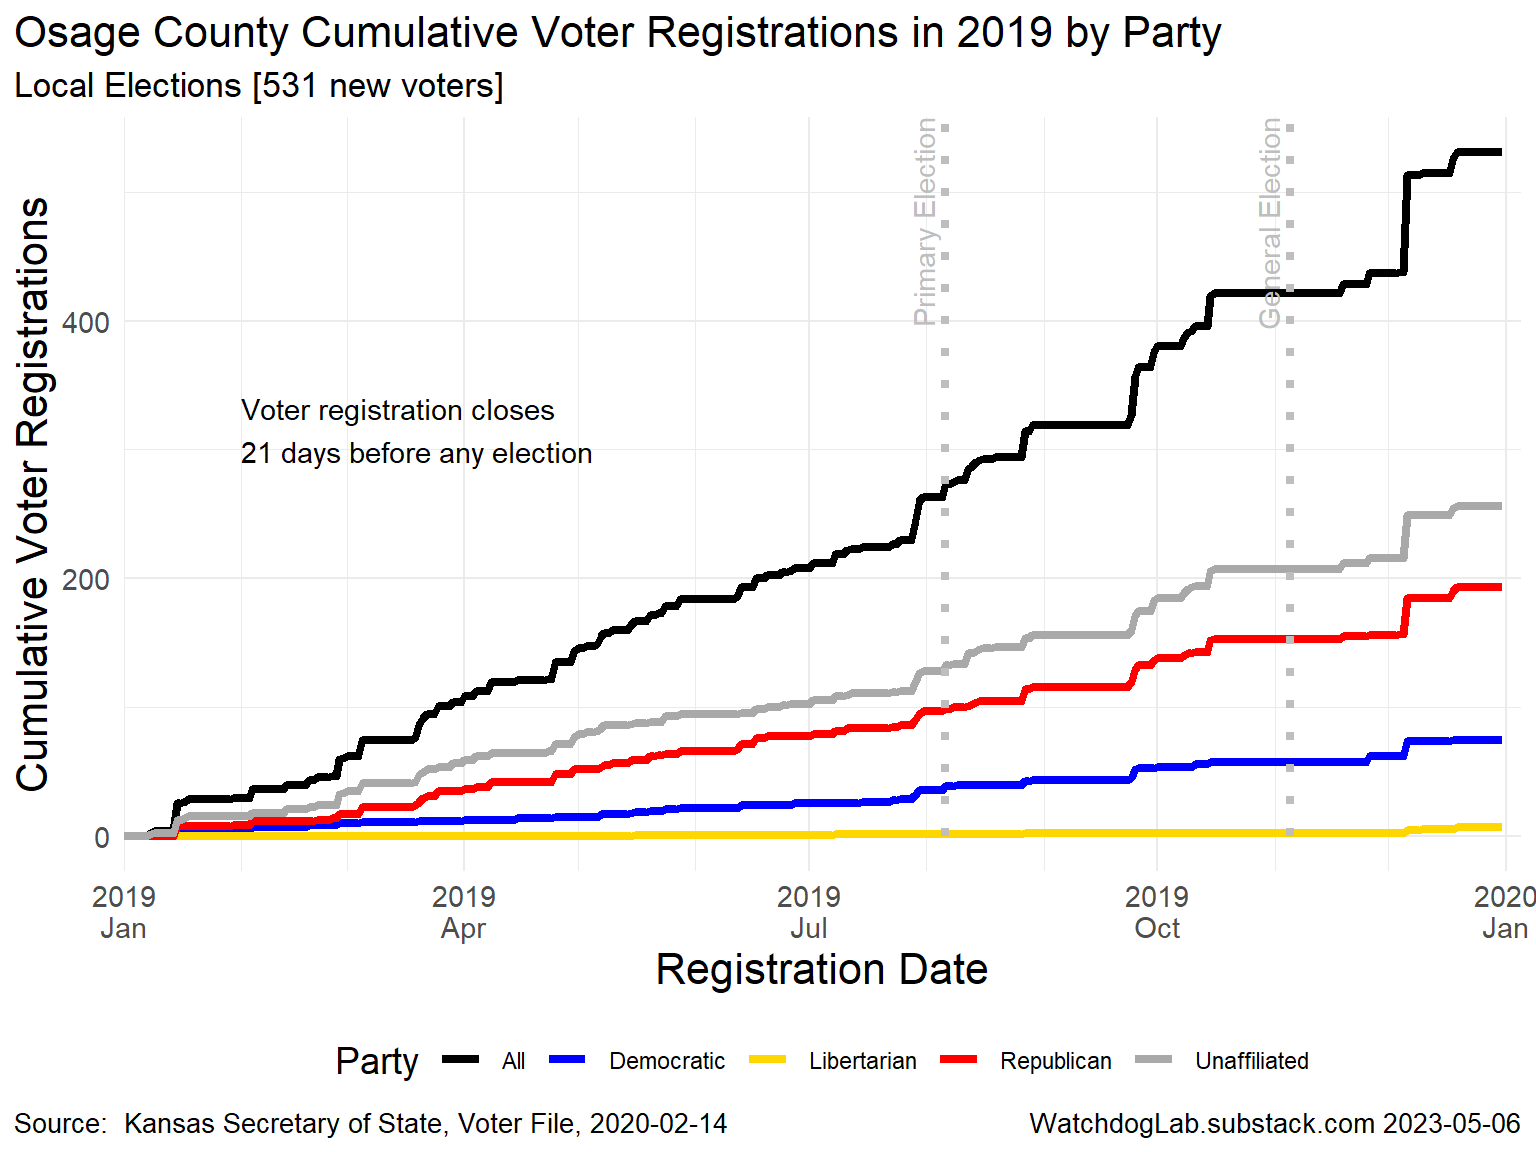 Osage County Cumulative Voter Registrations in 2019 by Party
Local Elections [531 new voters]
Cumulative Voter Registrations
400
200
0
Primary Election
General Election
Voter registration closes
21 days before any election
2019 2019 2019 2019 2020
Jan Apr Jul Oct Jan
Registration Date
Party All Democratic Libertarian Republican Unaffiliated
Source:  Kansas Secretary of State, Voter File, 2020-02-14
WatchdogLab.substack.com 2023-05-06